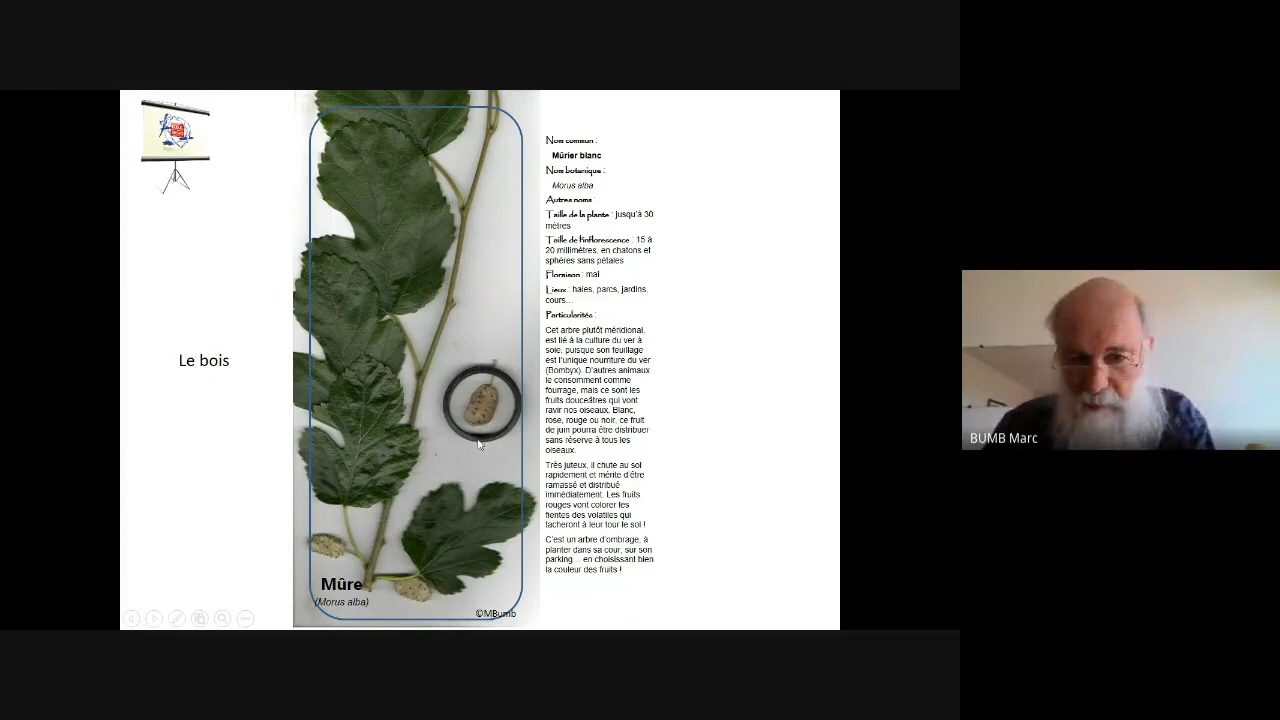 Le bois
Mûre
(Morus alba)
©MBumb
Nom commun :
Mûrier blanc
Nom botanique :
Morus alba
Autres noms :
Taille de la plante : jusqu'à 30
mètres
Taille de l'inflorescence : 15 à
20 millimètres, en chatons et
sphères sans pétales
Floraison : mai
Lieux : haies, parcs, jardins,
cours...
Particularités :
Cet arbre plutôt méridional,
est lié à la culture du ver à
soie, puisque son feuillage
est l'unique nourriture du ver
(Bombyx). D'autres animaux
le consomment comme
fourrage, mais ce sont les
fruits douceâtres qui vont
ravir nos oiseaux. Blanc,
rose, rouge ou noir, ce fruit
de juin pourra être distribuer
sans réserve à tous les
oiseaux.
Très juteux, il chute au sol
rapidement et mérite d'être
ramassé et distribué
immédiatement. Les fruits
rouges vont colorer les
fientes des volatiles qui
tacheront à leur tour le sol !
C'est un arbre d'ombrage, à
planter dans sa cour, sur son
parking... en choisissant bien
la couleur des fruits !
BUMB Marc